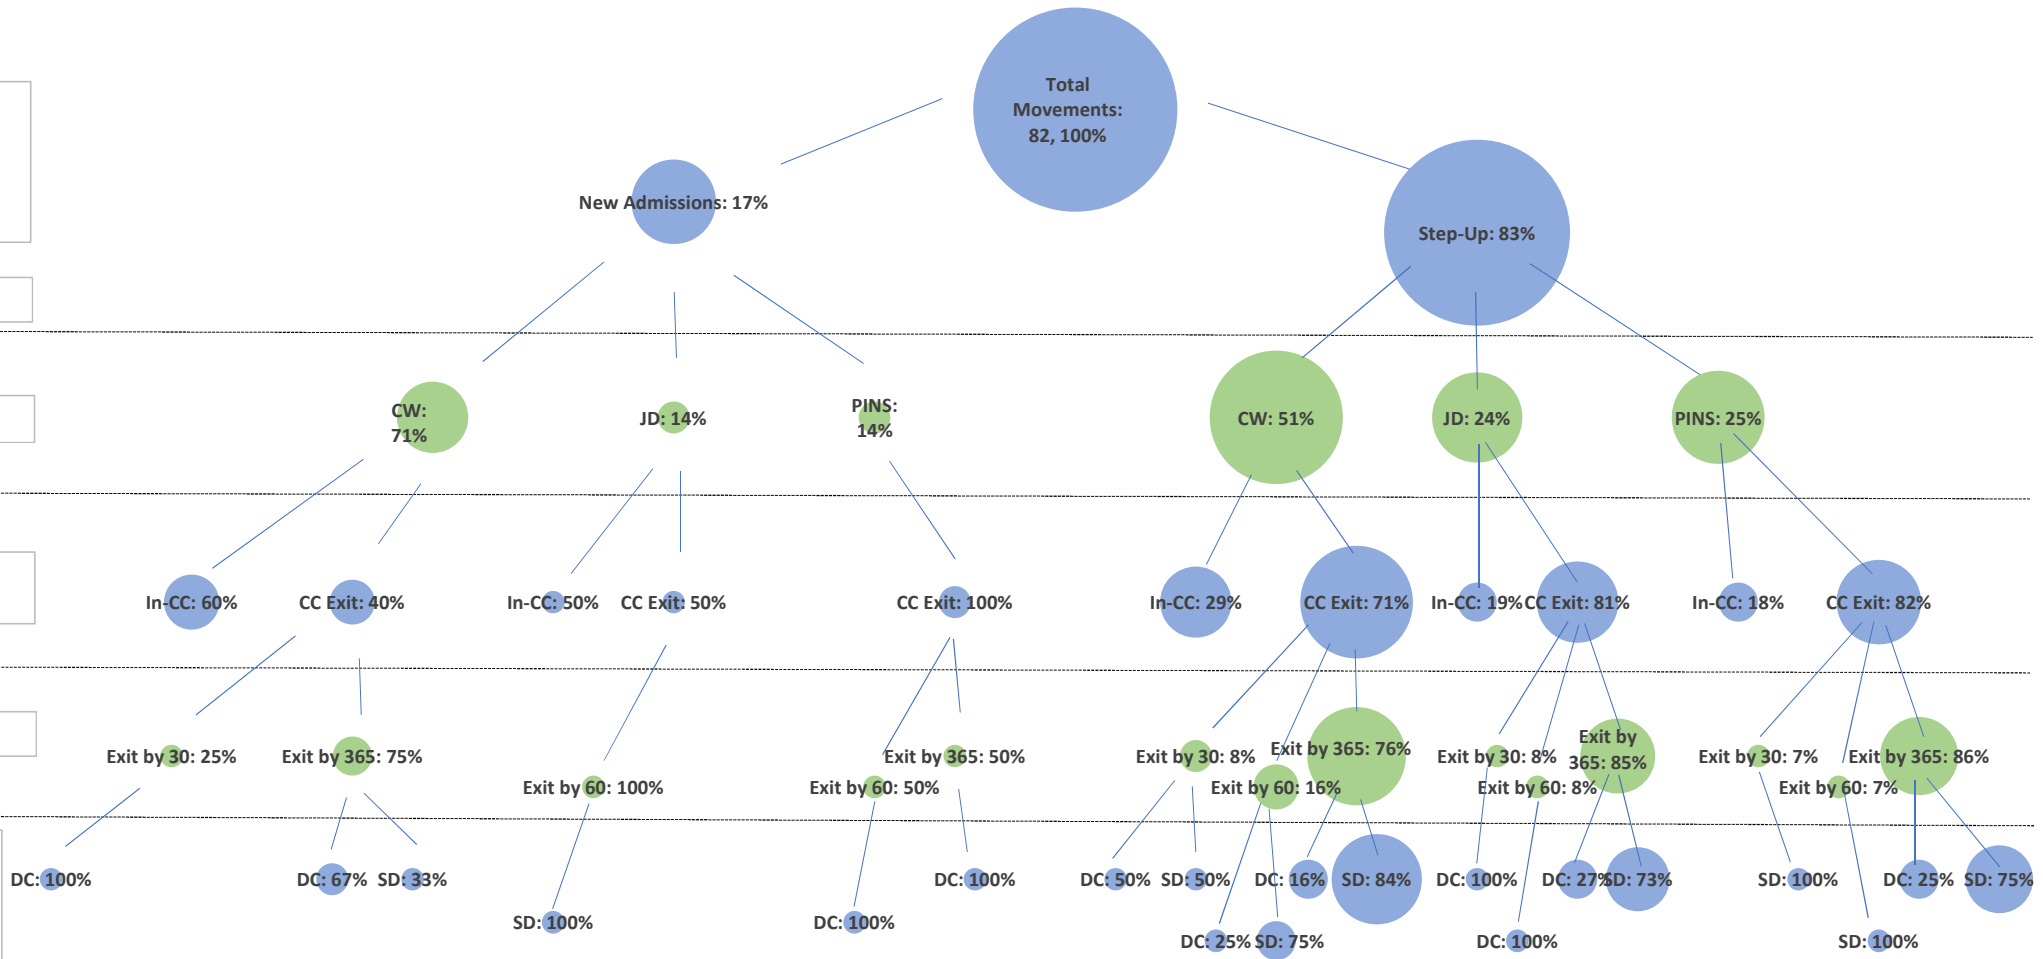 Total
Movements:
82, 100%
New Admissions: 17%
Step-Up: 83%
CW:
71%
JD: 14%
PINS:
14%
CW: 51%
JD: 24%
PINS: 25%
In-CC: 60%
CC Exit: 40%
In-CC: 50%
CC Exit: 50%
CC Exit: 100%
In-CC: 29%
CC Exit: 71%
In-CC: 19%
CC Exit: 81%
In-CC: 18%
CC Exit: 82%
Exit by 30: 25%
Exit by 365: 75%
Exit by 60: 100%
Exit by 365: 50%
Exit by 60: 50%
Exit by 30: 8%
Exit by 365: 76%
Exit by 60: 16%
Exit by 30: 8%
Exit by
365: 85%
Exit by 60: 8%
Exit by 30: 7%
Exit by 365: 86%
Exit by 60: 7%
DC: 100%
DC: 67%
SD: 33%
SD: 100%
DC: 100%
DC: 100%
DC: 50%
SD: 50%
DC: 16%
SD: 84%
DC: 100%
DC: 27%
SD: 73%
SD: 100%
DC: 25%
SD: 75%
DC: 25%
SD: 75%
DC: 100%
SD: 100%